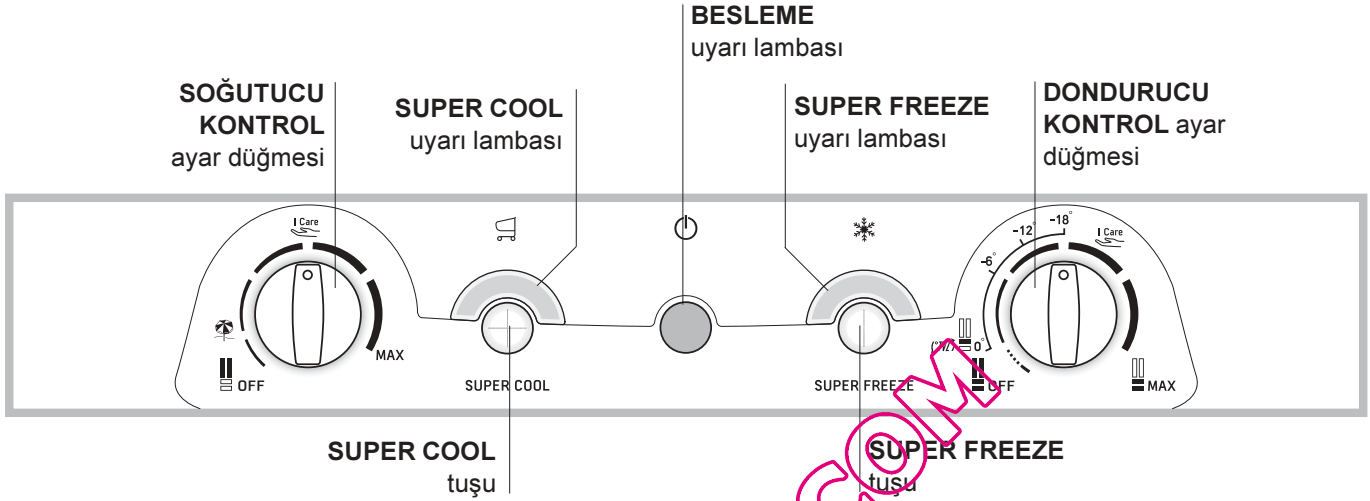 BESLEME
uyarı lambası
SOĞUTUCU
KONTROL
ayar düğmesi
SUPER COOL
uyarı lambası
SUPER FREEZE
uyarı lambası
DONDURUCU
KONTROL ayar
düğmesi
I Care
MAX
OFF
SUPER COOL
SUPER FREEZE
-18°
-12°
-6°
0°
I Care
OFF
MAX
SUPER COOL
tuşu
SUPER FREEZE
tuşu
COM